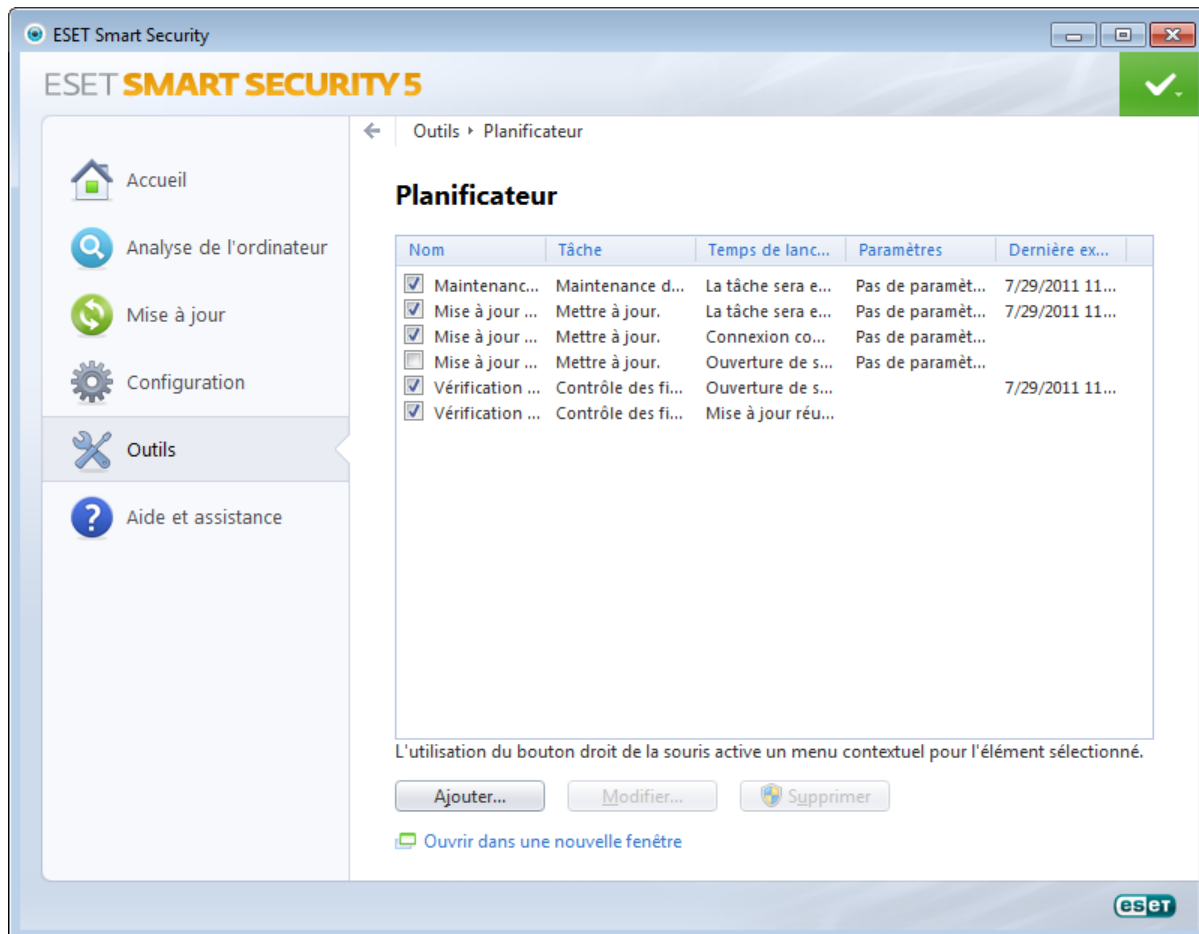 ESET Smart Security
ESET SMART SECURITY 5
Outils ▸ Planificateur
Accueil
Analyse de l'ordinateur
Mise à jour
Configuration
Outils
Aide et assistance
Planificateur
Nom Tâche Temps de lanc... Paramètres Dernière ex...
Maintenanc... Maintenance d... La tâche sera e... Pas de paramèt... 7/29/2011 11...
Mise à jour ... Mettre à jour. La tâche sera e... Pas de paramèt... 7/29/2011 11...
Mise à jour ... Mettre à jour. Connexion co... Pas de paramèt...
Mise à jour ... Mettre à jour. Ouverture de s... Pas de paramèt...
Vérification ... Contrôle des fi... Ouverture de s... 7/29/2011 11...
Vérification ... Contrôle des fi... Mise à jour réu...
L'utilisation du bouton droit de la souris active un menu contextuel pour l'élément sélectionné.
Ajouter... Modifier... Supprimer
Ouvrir dans une nouvelle fenêtre
eseT